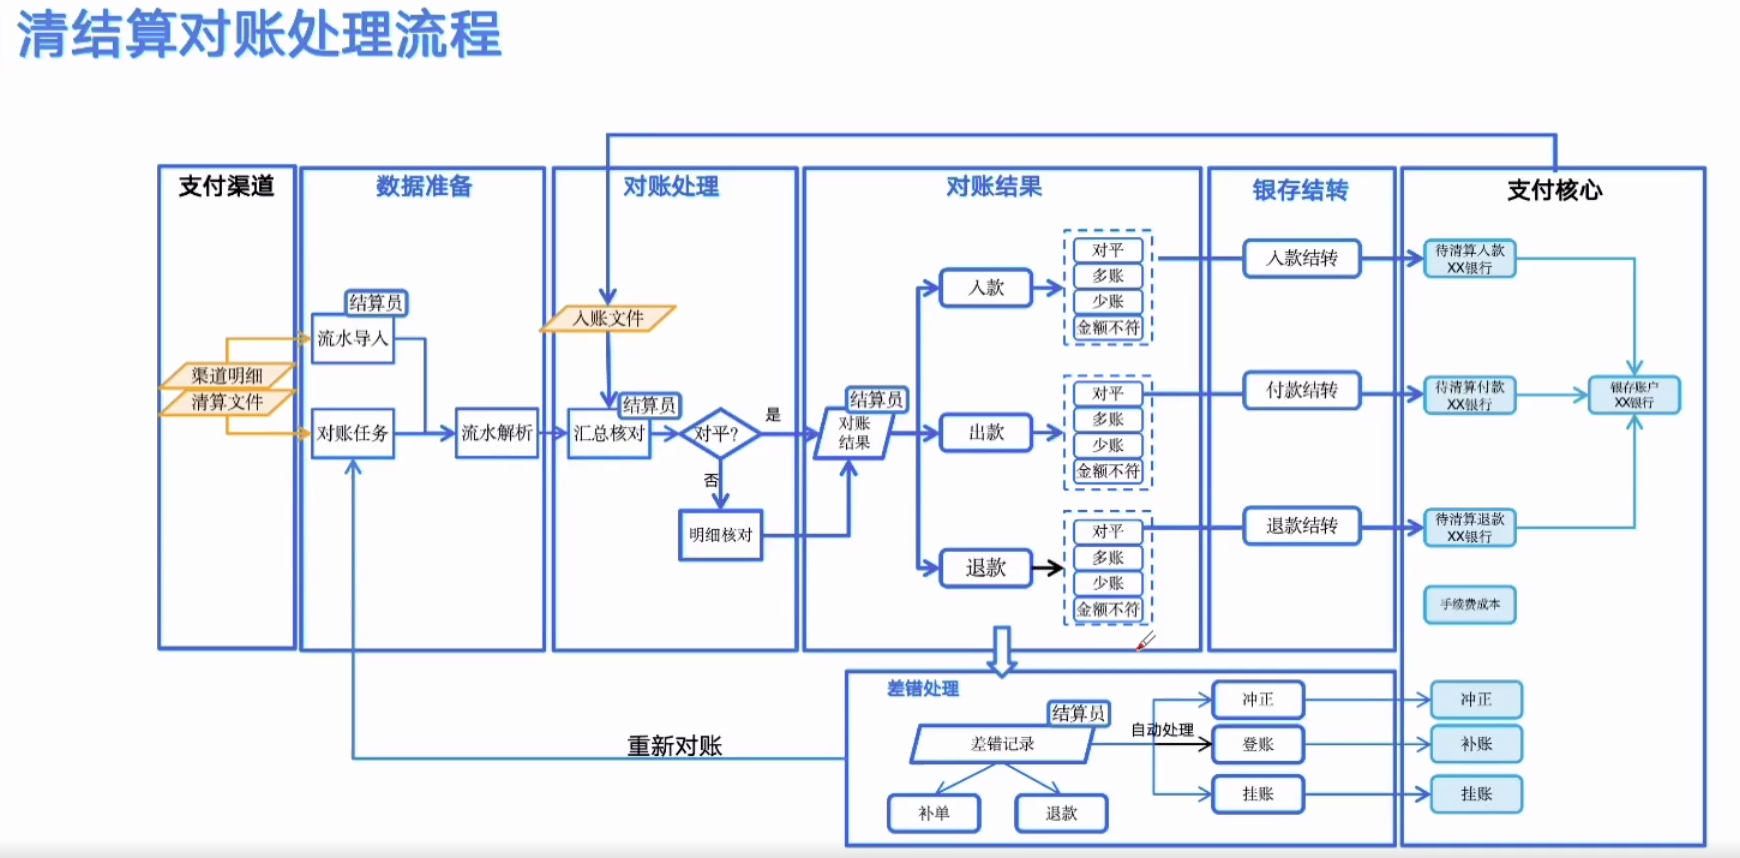 清结算对账处理流程
支付渠道
数据准备
对账处理
对账结果
银存结转
支付核心
渠道明细
清算文件
结算员
流水导入
对账任务
流水解析
入账文件
结算员
汇总核对
对平?
是
否
明细核对
结算员
对账
结果
入款
对平
多账
少账
金额不符
出款
对平
多账
少账
金额不符
退款
对平
多账
少账
金额不符
入款结转
付款结转
退款结转
待清算入款
XX银行
待清算付款
XX银行
待清算退款
XX银行
银存账户
XX银行
手续费成本
差错处理
结算员
差错记录
自动处理
补单
退款
冲正
登账
挂账
冲正
补账
挂账
重新对账